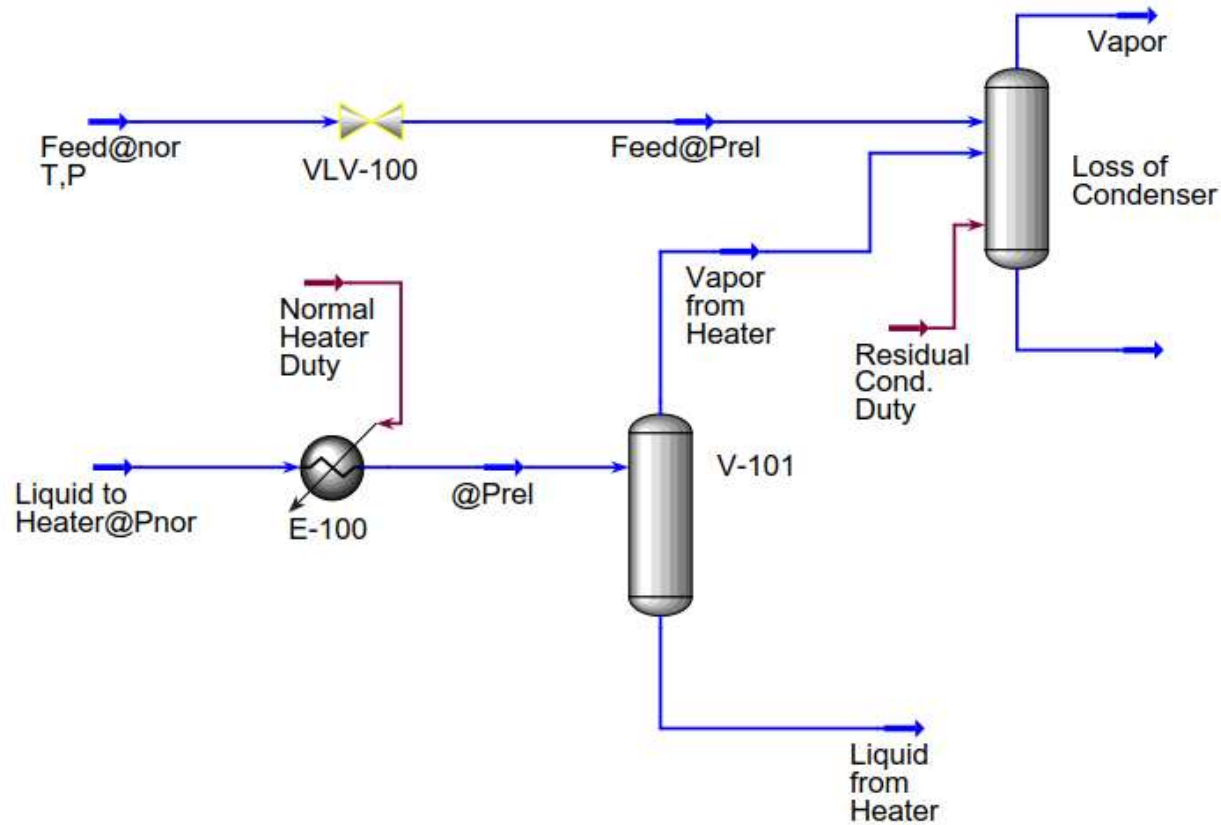 Vapor
Feed@nor
T,P
VLV-100
Feed@Prel
Loss of
Condenser
Normal
Heater
Duty
Vapor
from
Heater
Residual
Cond.
Duty
Liquid to
Heater@Pnor
E-100
@Prel
V-101
Liquid
from
Heater